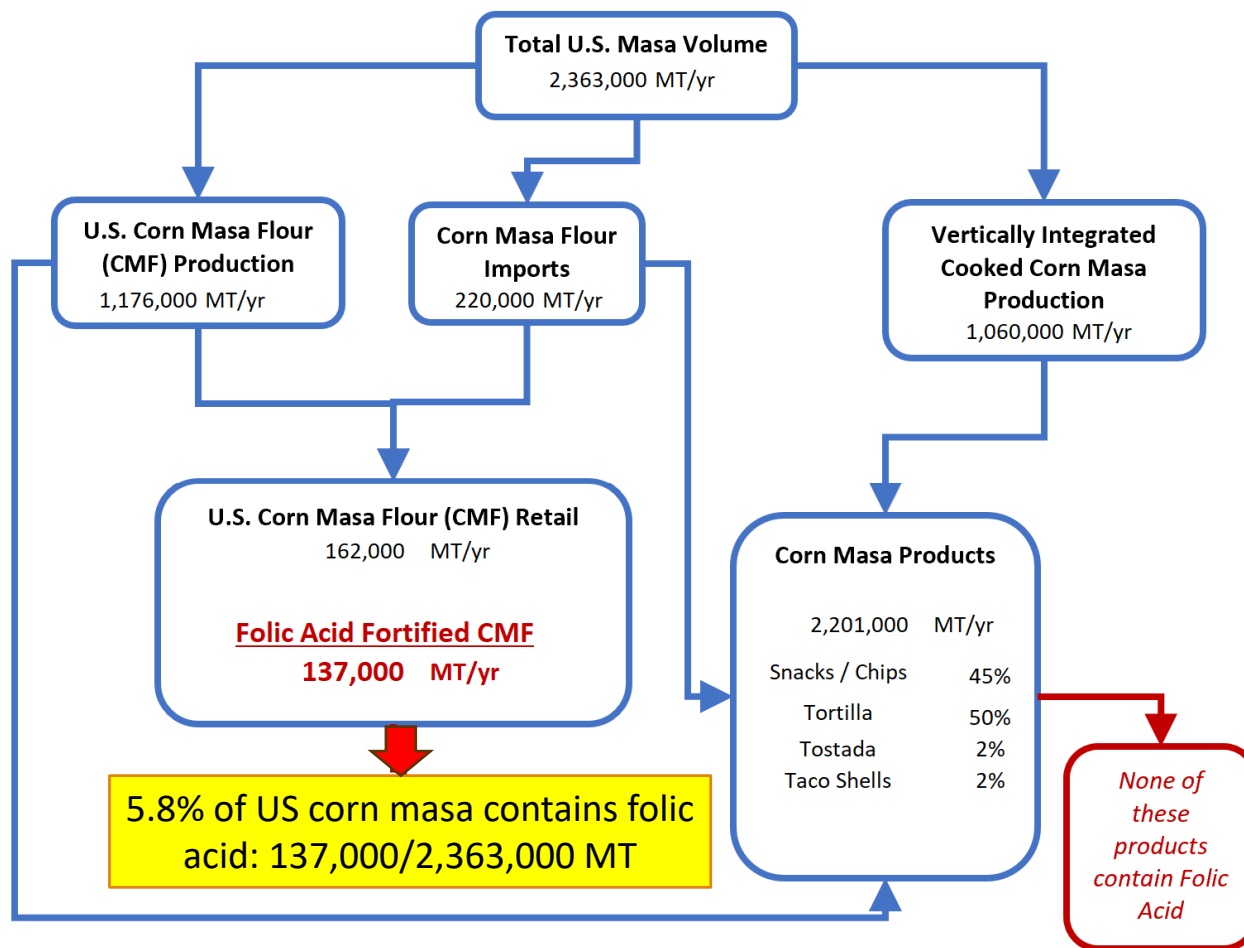 Total U.S. Masa Volume
2,363,000 MT/yr
U.S. Corn Masa Flour
(CMF) Production
1,176,000 MT/yr
Corn Masa Flour
Imports
220,000 MT/yr
Vertically Integrated
Cooked Corn Masa
Production
1,060,000 MT/yr
U.S. Corn Masa Flour (CMF) Retail
162,000 MT/yr
Folic Acid Fortified CMF
137,000 MT/yr
5.8% of US corn masa contains folic
acid: 137,000/2,363,000 MT
Corn Masa Products
2,201,000 MT/yr
Snacks / Chips 45%
Tortilla 50%
Tostada 2%
Taco Shells 2%
None of
these
products
contain Folic
Acid